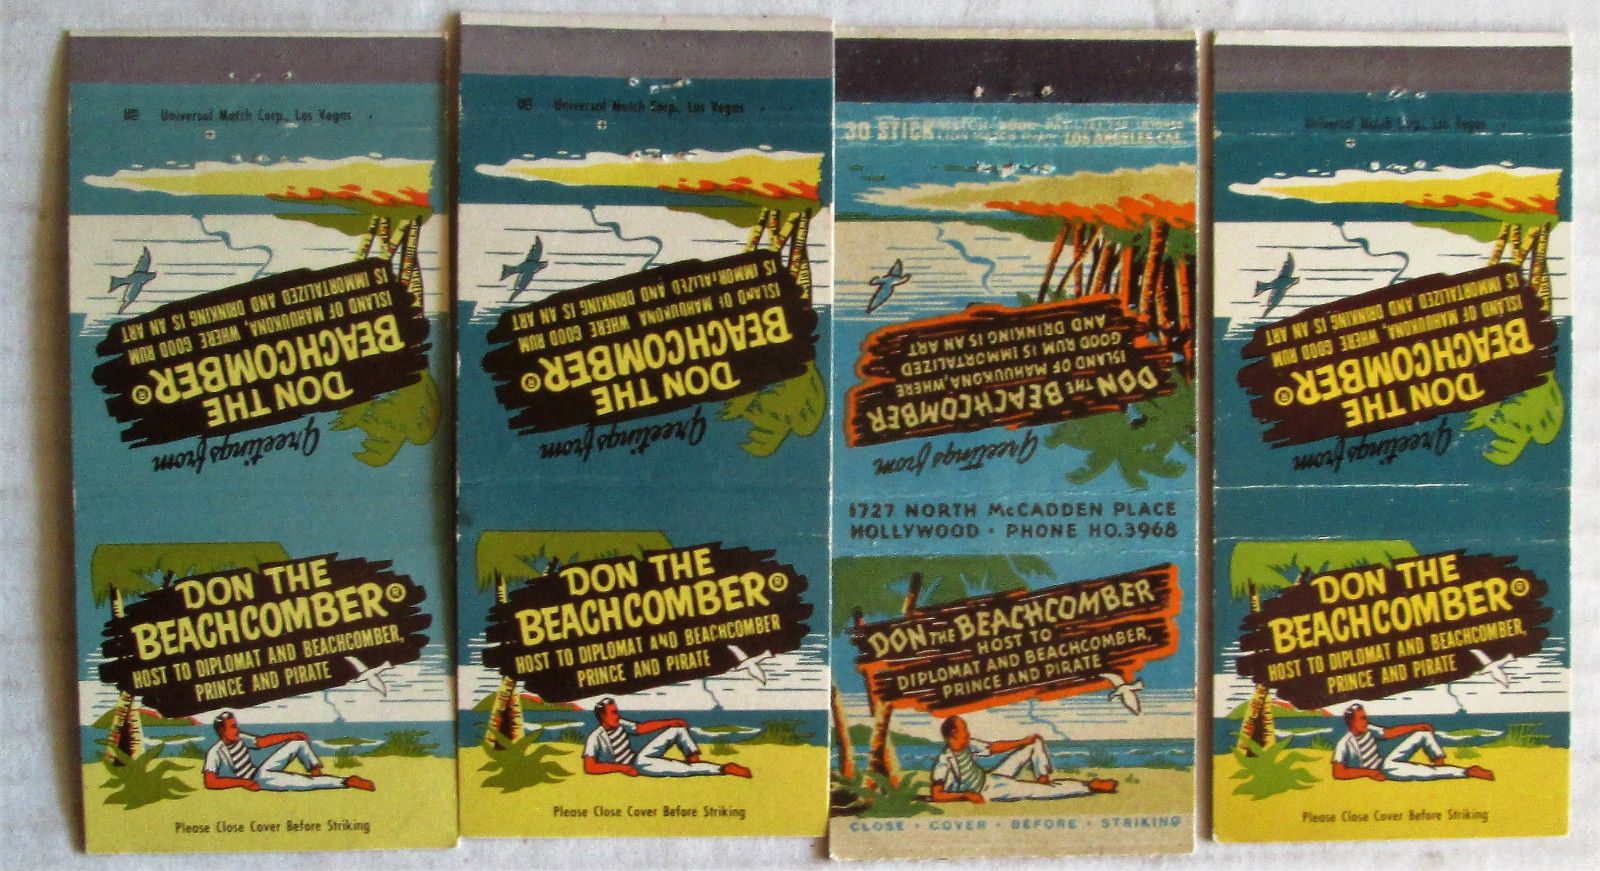 UB Universal Match Corp., Las Vegas
Greetings from
DON THE
BEACHCOMBER®
ISLAND OF MAHUUKONA, WHERE GOOD RUM
IS IMMORTALIZED AND DRINKING IS AN ART
DON THE
BEACHCOMBER®
HOST TO DIPLOMAT AND BEACHCOMBER,
PRINCE AND PIRATE
Please Close Cover Before Striking
UB Universal Match Corp., Las Vegas
Greetings from
DON THE
BEACHCOMBER®
ISLAND OF MAHUUKONA, WHERE GOOD RUM
IS IMMORTALIZED AND DRINKING IS AN ART
DON THE
BEACHCOMBER®
HOST TO DIPLOMAT AND BEACHCOMBER
PRINCE AND PIRATE
Please Close Cover Before Striking
30 STICK
LOS ANGELES, CAL.
Greetings from
DON THE BEACHCOMBER
ISLAND OF MAHUUKONA, WHERE
GOOD RUM IS IMMORTALIZED
AND DRINKING IS AN ART
1727 NORTH McCADDEN PLACE
HOLLYWOOD · PHONE HO.3968
DON THE BEACHCOMBER
HOST TO
DIPLOMAT AND BEACHCOMBER,
PRINCE AND PIRATE
CLOSE · COVER · BEFORE · STRIKING
Universal Match Corp., Las Vegas
Greetings from
DON THE
BEACHCOMBER®
ISLAND OF MAHUUKONA, WHERE GOOD RUM
IS IMMORTALIZED AND DRINKING IS AN ART
DON THE
BEACHCOMBER®
HOST TO DIPLOMAT AND BEACHCOMBER,
PRINCE AND PIRATE
Please Close Cover Before Striking